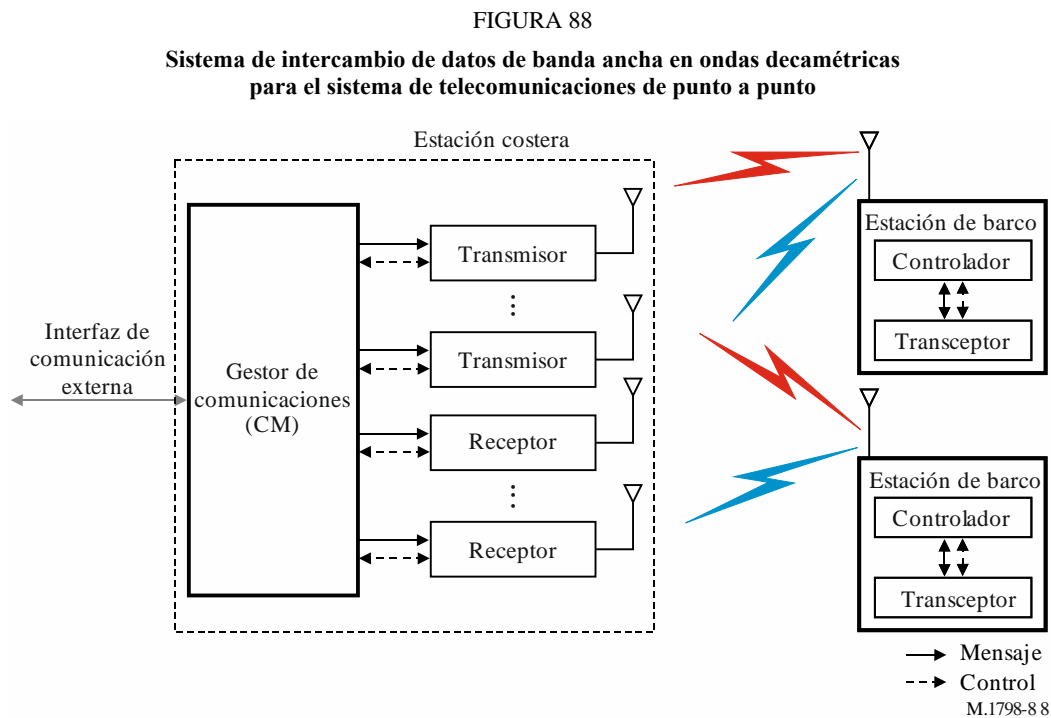 FIGURA 88
Sistema de intercambio de datos de banda ancha en ondas decamétricas
para el sistema de telecomunicaciones de punto a punto
Estación costera
Interfaz de
comunicación
externa
Gestor de
comunicaciones
(CM)
Transmisor
Transmisor
Receptor
Receptor
Estación de barco
Controlador
Transceptor
Estación de barco
Controlador
Transceptor
Mensaje
Control
M.1798-88